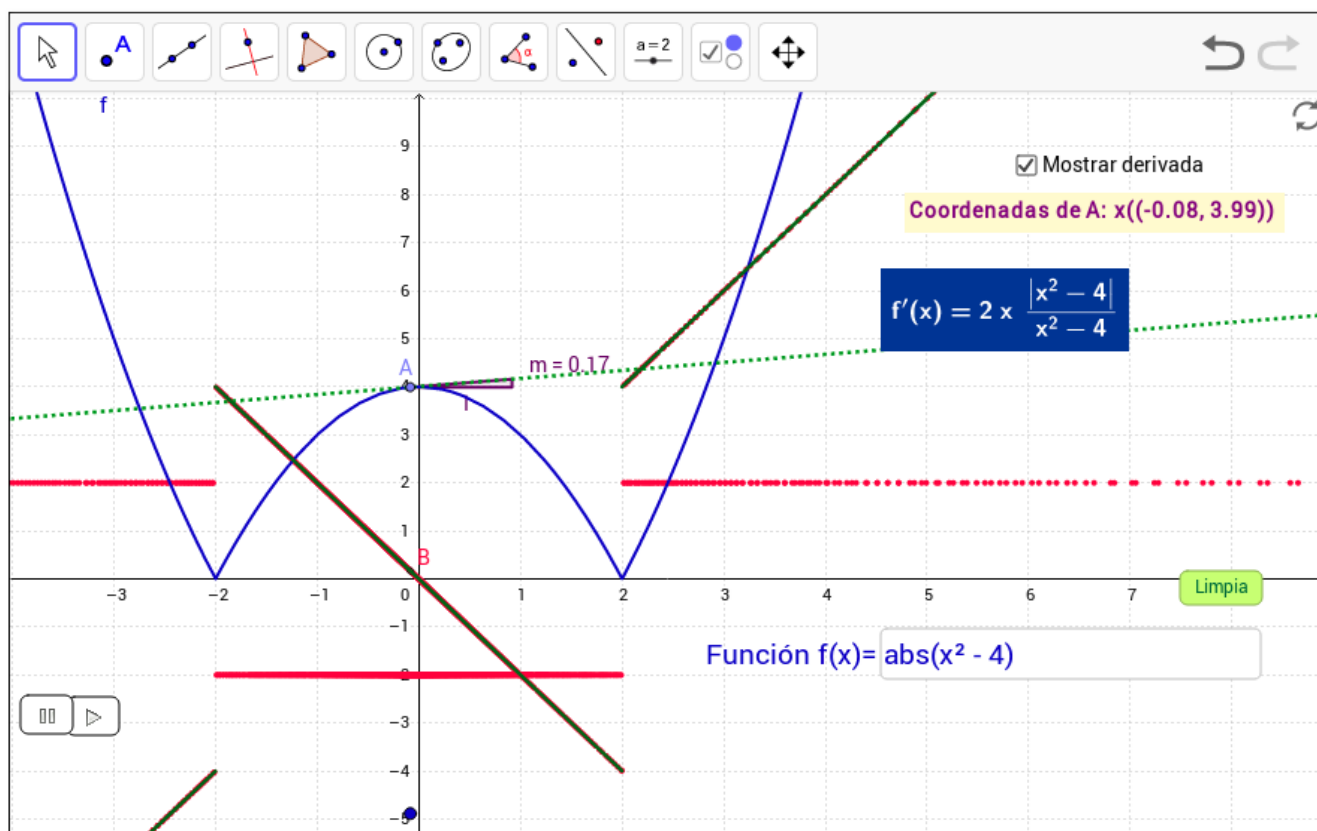 A
α
a=2
f
9
Mostrar derivada
8
Coordenadas de A: x((-0.08, 3.99))
7
6
f′(x) = 2 x |x² − 4| / x² − 4
5
m = 0.17
A
4
1
3
2
1
B
−3 −2 −1 0 1 2 3 4 5 6 7
Limpia
−1
Función f(x)= abs(x² - 4)
−2
−3
−4
−5